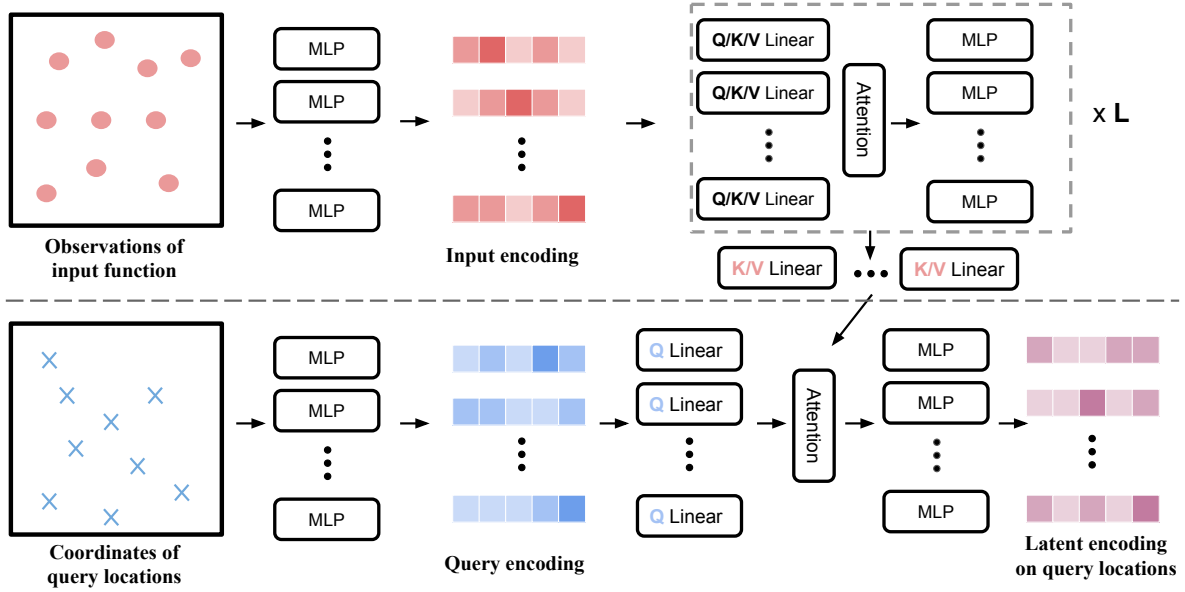 MLP
MLP
MLP
Observations of
input function
Input encoding
Q/K/V Linear
Q/K/V Linear
Q/K/V Linear
Attention
MLP
MLP
MLP
x L
K/V Linear
K/V Linear
MLP
MLP
MLP
Coordinates of
query locations
Query encoding
Q Linear
Q Linear
Q Linear
Attention
MLP
MLP
MLP
Latent encoding
on query locations